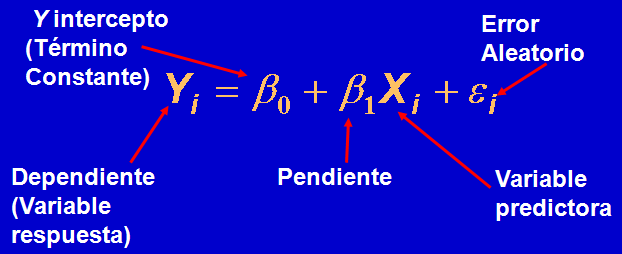 Y intercepto
(Término
Constante)
Error
Aleatorio
Yᵢ = β₀ + β₁Xᵢ + εᵢ
Dependiente
(Variable
respuesta)
Pendiente
Variable
predictora